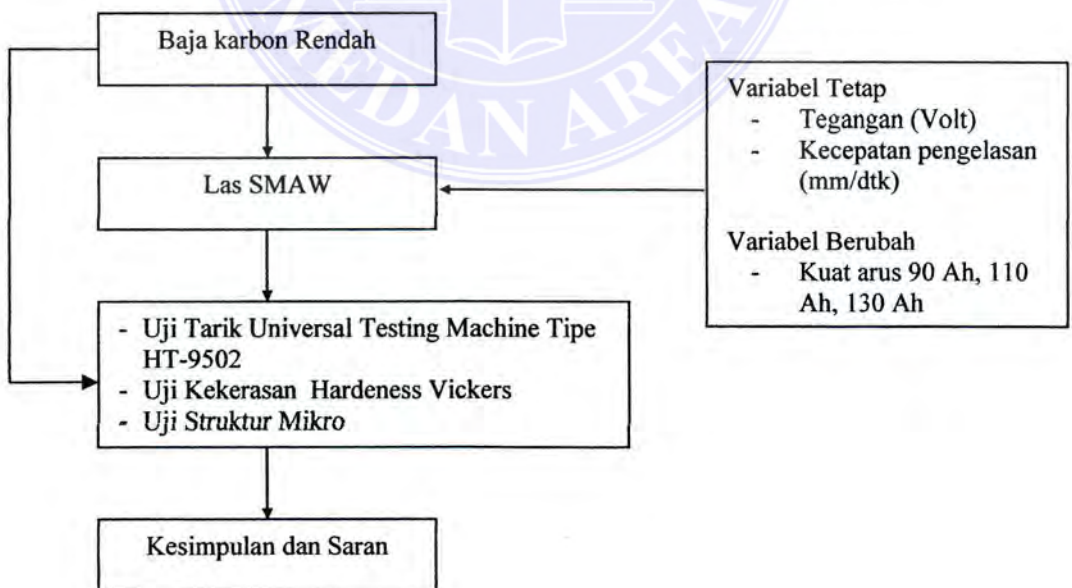 Baja karbon Rendah
MEDAN AREA
Las SMAW
Variabel Tetap
- Tegangan (Volt)
- Kecepatan pengelasan
(mm/dtk)
Variabel Berubah
- Kuat arus 90 Ah, 110
Ah, 130 Ah
- Uji Tarik Universal Testing Machine Tipe
HT-9502
- Uji Kekerasan Hardeness Vickers
- Uji Struktur Mikro
Kesimpulan dan Saran